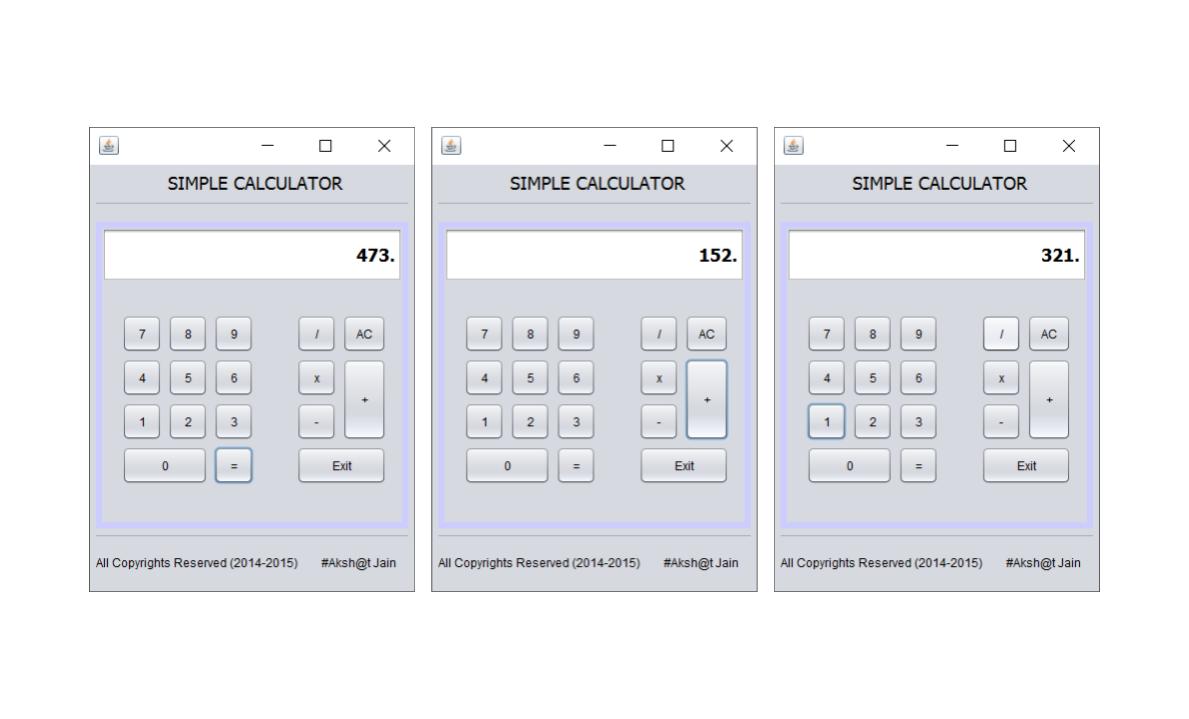 SIMPLE CALCULATOR
473.
7 8 9 / AC
4 5 6 x +
1 2 3 -
0 = Exit
All Copyrights Reserved (2014-2015) #Aksh@t Jain
SIMPLE CALCULATOR
152.
7 8 9 / AC
4 5 6 x +
1 2 3 -
0 = Exit
All Copyrights Reserved (2014-2015) #Aksh@t Jain
SIMPLE CALCULATOR
321.
7 8 9 / AC
4 5 6 x +
1 2 3 -
0 = Exit
All Copyrights Reserved (2014-2015) #Aksh@t Jain